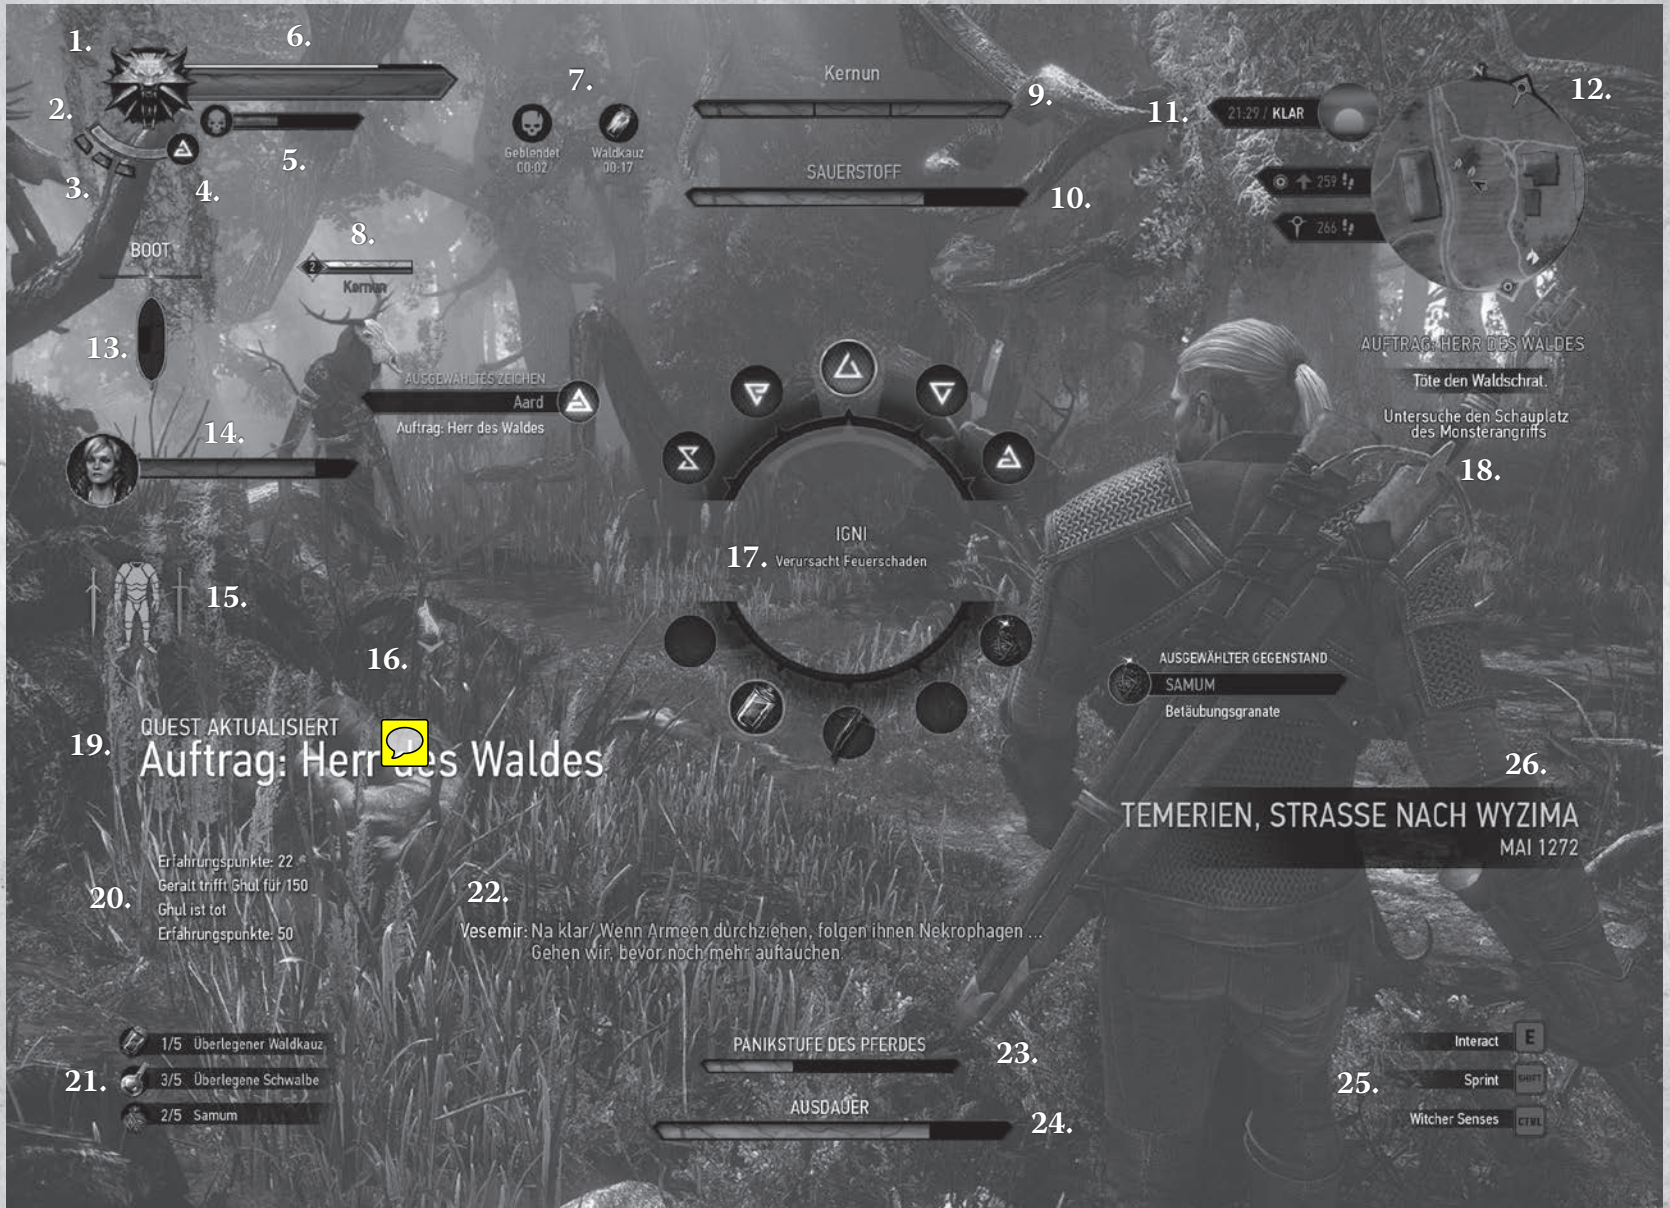 1.
6.
7.
Kernun
9.
12.
2.
11.
21:29 / KLAR
N
3.
4.
5.
Geblendet
00:02
Waldkauz
00:17
SAUERSTOFF
10.
259
266
8.
BOOT
2
Kernun
13.
AUSGEWÄHLTES ZEICHEN
Aard
Auftrag: Herr des Waldes
AUFTRAG: HERR DES WALDES
Töte den Waldschrat.
Untersuche den Schauplatz
des Monsterangriffs
14.
18.
IGNI
17.
Verursacht Feuerschaden
15.
16.
AUSGEWÄHLTER GEGENSTAND
SAMUM
Betäubungsgranate
19.
QUEST AKTUALISIERT
Auftrag: Herr des Waldes
26.
TEMERIEN, STRASSE NACH WYZIMA
MAI 1272
20.
Erfahrungspunkte: 22
Geralt trifft Ghul für 150
Ghul ist tot
Erfahrungspunkte: 50
22.
Vesemir: Na klar/ Wenn Armeen durchziehen, folgen ihnen Nekrophagen ...
Gehen wir, bevor noch mehr auftauchen.
21.
1/5 Überlegener Waldkauz
3/5 Überlegene Schwalbe
2/5 Samum
PANIKSTUFE DES PFERDES
23.
AUSDAUER
24.
25.
Interact E
Sprint SHIFT
Witcher Senses CTRL